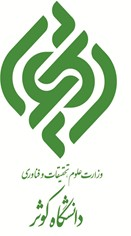 وزارت علوم تحقیقات و فناوری
دانشگاه کوثر